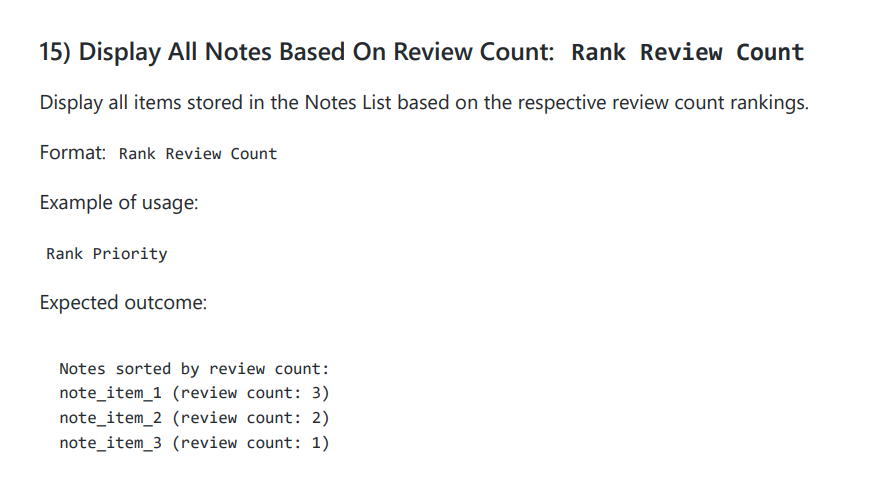 15) Display All Notes Based On Review Count: Rank Review Count
Display all items stored in the Notes List based on the respective review count rankings.
Format: Rank Review Count
Example of usage:
Rank Priority
Expected outcome:
Notes sorted by review count:
note_item_1 (review count: 3)
note_item_2 (review count: 2)
note_item_3 (review count: 1)